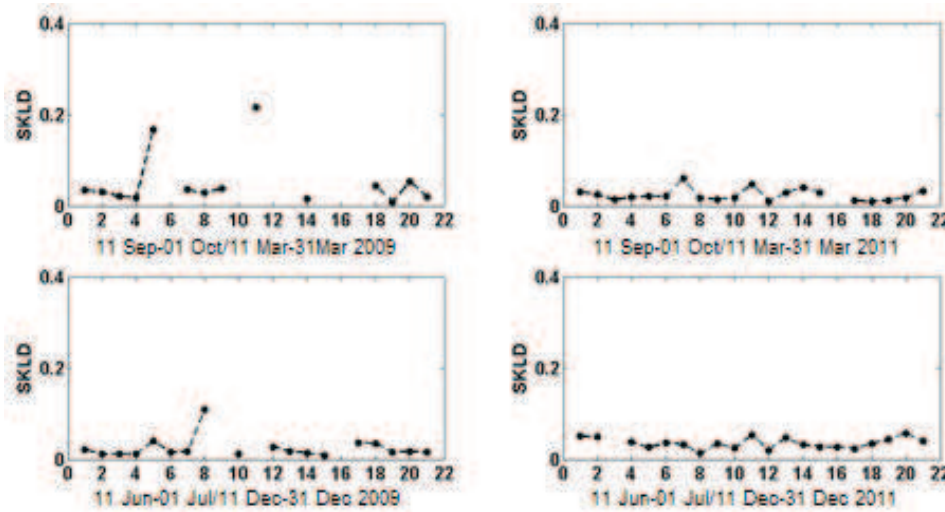 0.4 0.4
SKLD 0.2 SKLD 0.2
0 0
0 2 4 6 8 10 12 14 16 18 20 22 0 2 4 6 8 10 12 14 16 18 20 22
11 Sep-01 Oct/11 Mar-31Mar 2009 11 Sep-01 Oct/11 Mar-31 Mar 2011
0.4 0.4
SKLD 0.2 SKLD 0.2
0 0
0 2 4 6 8 10 12 14 16 18 20 22 0 2 4 6 8 10 12 14 16 18 20 22
11 Jun-01 Jul/11 Dec-31 Dec 2009 11 Jun-01 Jul/11 Dec-31 Dec 2011